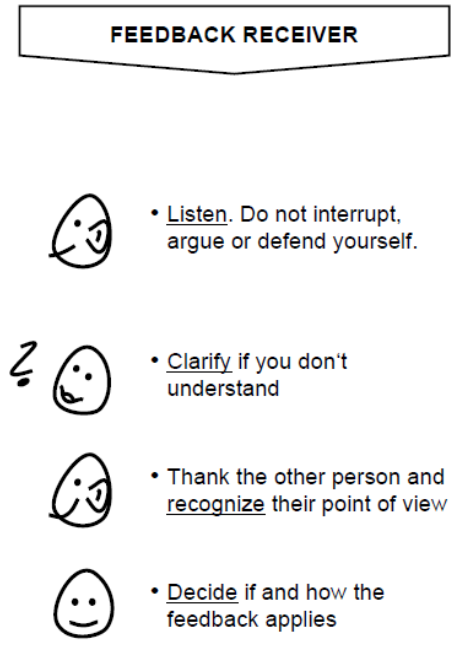 FEEDBACK RECEIVER
• Listen. Do not interrupt,
argue or defend yourself.
?
• Clarify if you don‘t
understand
• Thank the other person and
recognize their point of view
• Decide if and how the
feedback applies